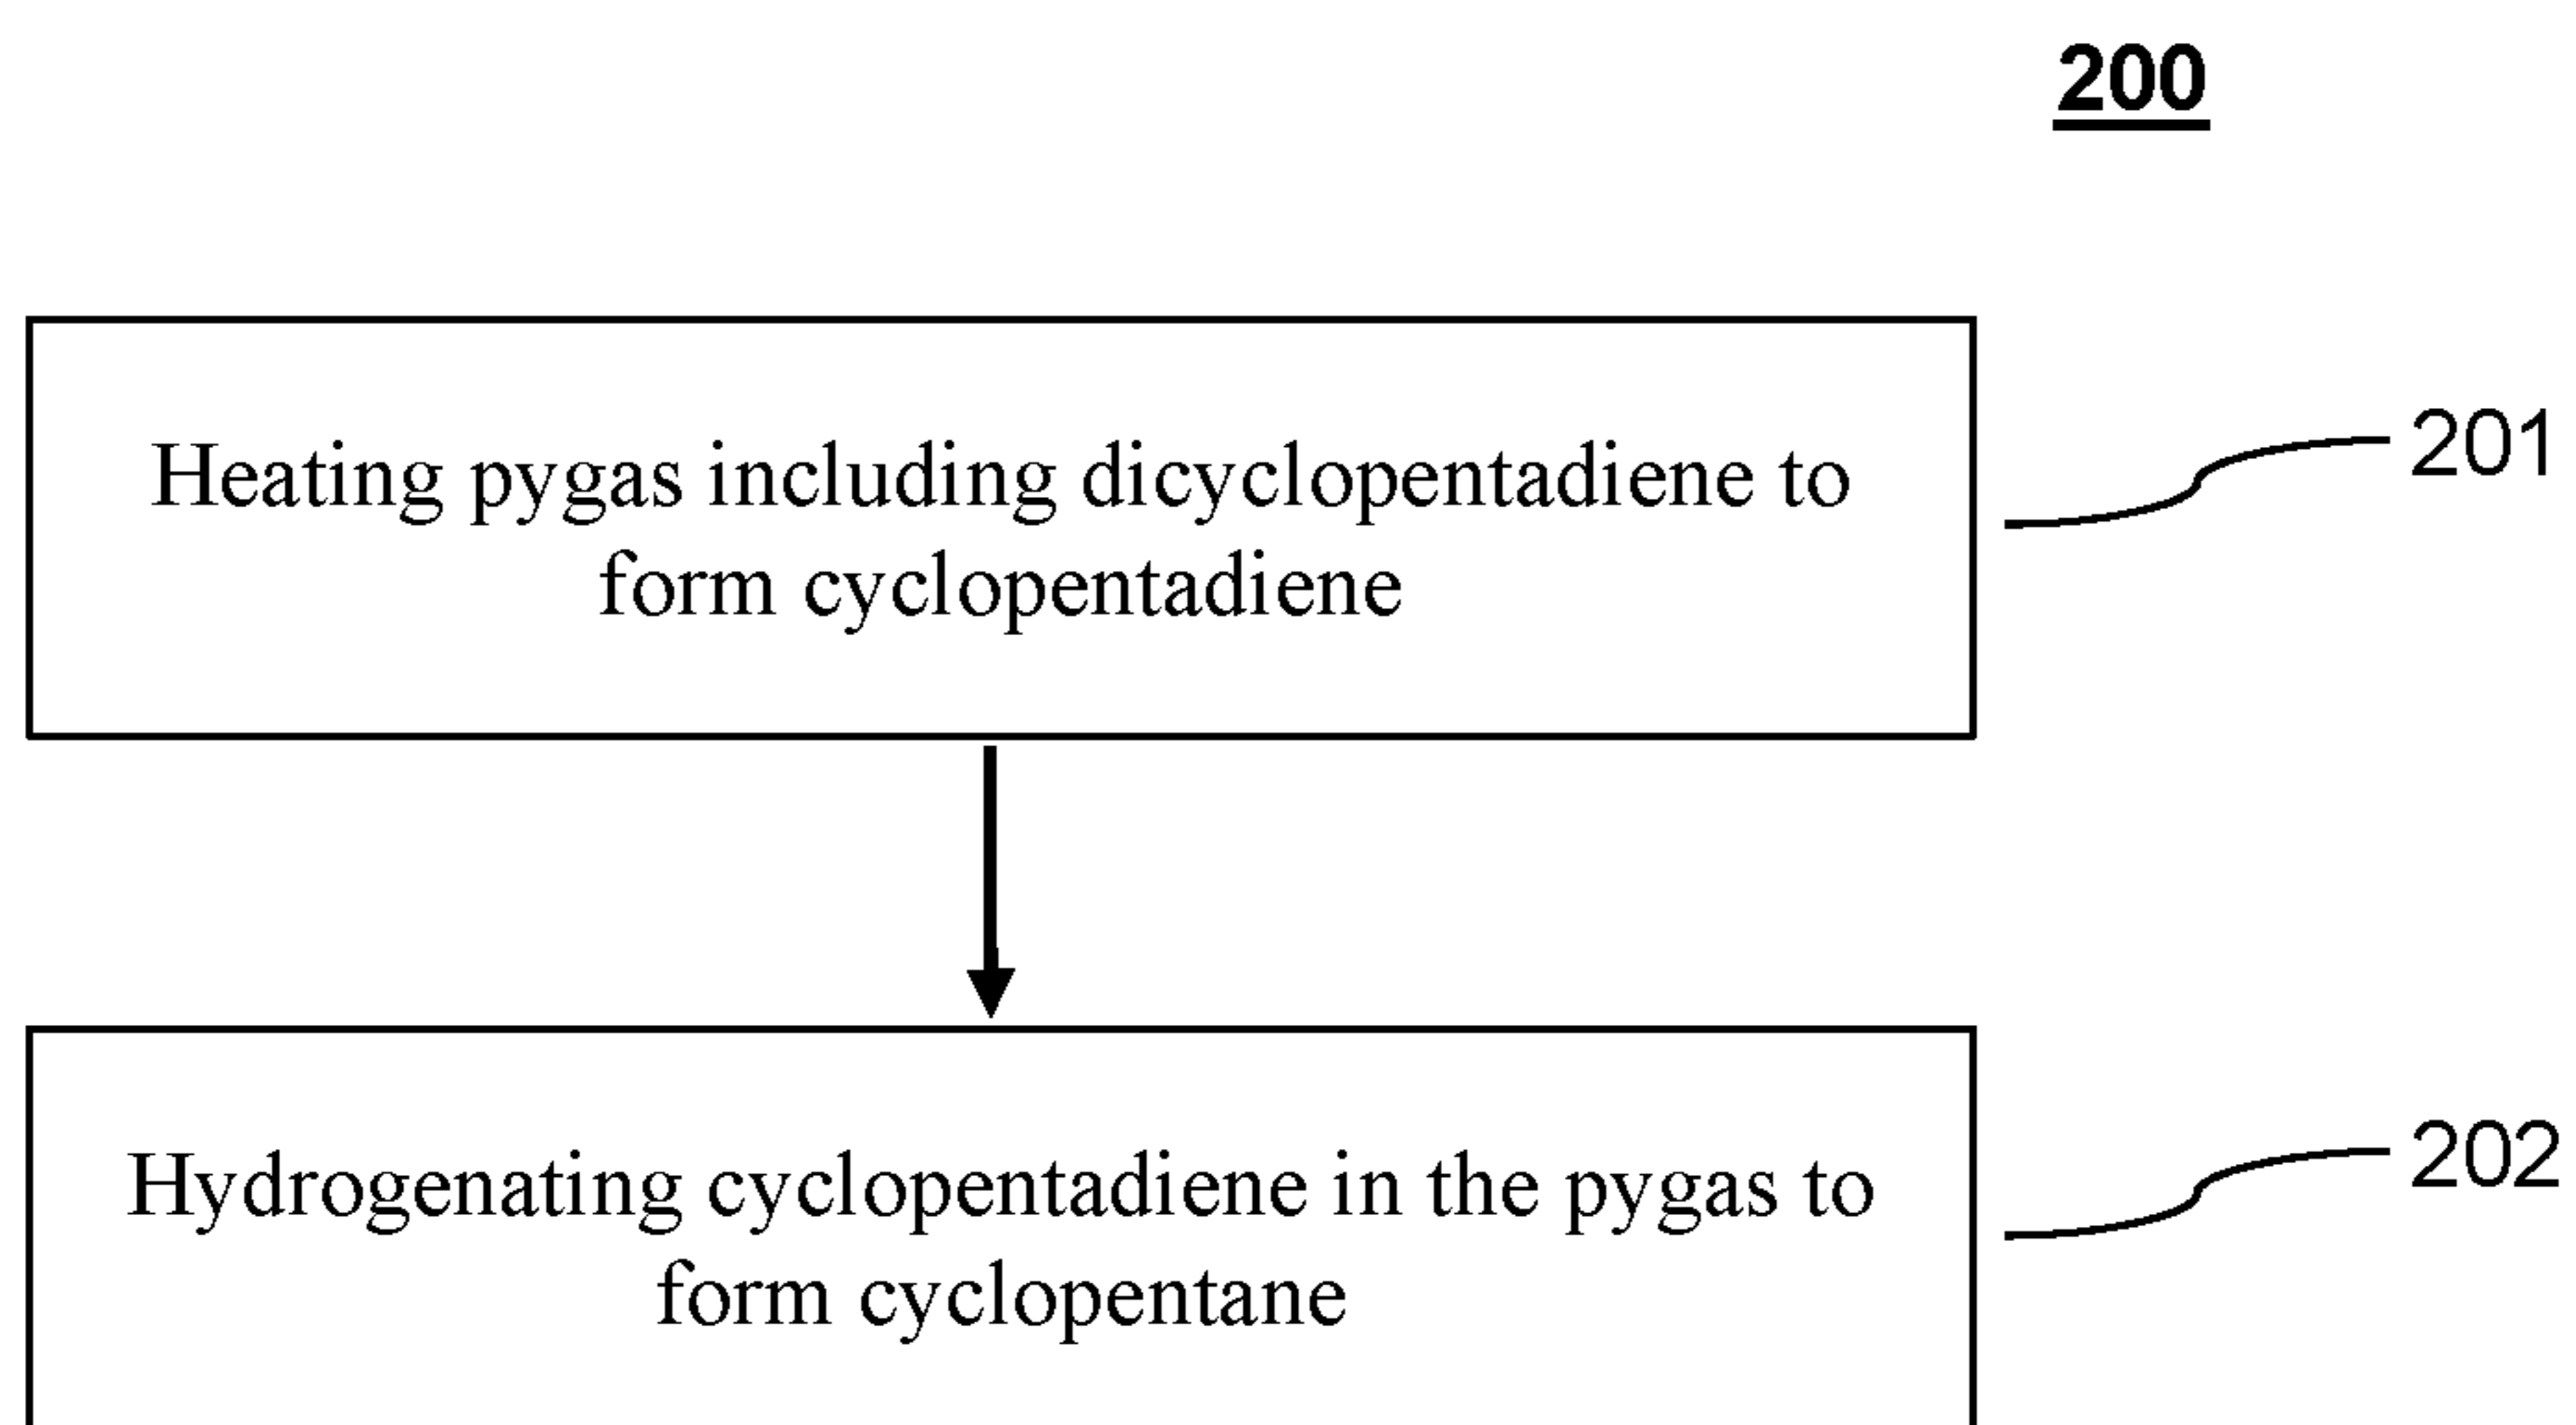 200
Heating pygas including dicyclopentadiene to
form cyclopentadiene
201
Hydrogenating cyclopentadiene in the pygas to
form cyclopentane
202